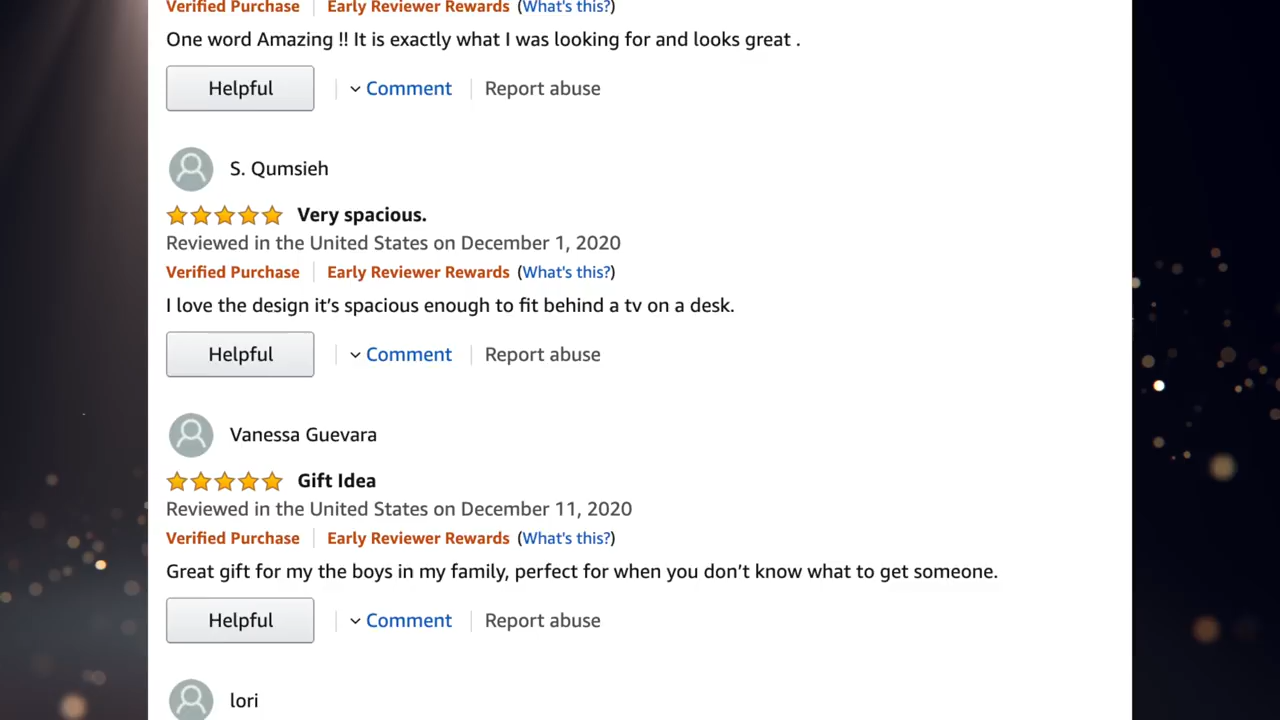 Verified Purchase | Early Reviewer Rewards (What's this?)
One word Amazing !! It is exactly what I was looking for and looks great .
Helpful | Comment | Report abuse
S. Qumsieh
Very spacious.
Reviewed in the United States on December 1, 2020
Verified Purchase | Early Reviewer Rewards (What's this?)
I love the design it’s spacious enough to fit behind a tv on a desk.
Helpful | Comment | Report abuse
Vanessa Guevara
Gift Idea
Reviewed in the United States on December 11, 2020
Verified Purchase | Early Reviewer Rewards (What's this?)
Great gift for my the boys in my family, perfect for when you don’t know what to get someone.
Helpful | Comment | Report abuse
lori